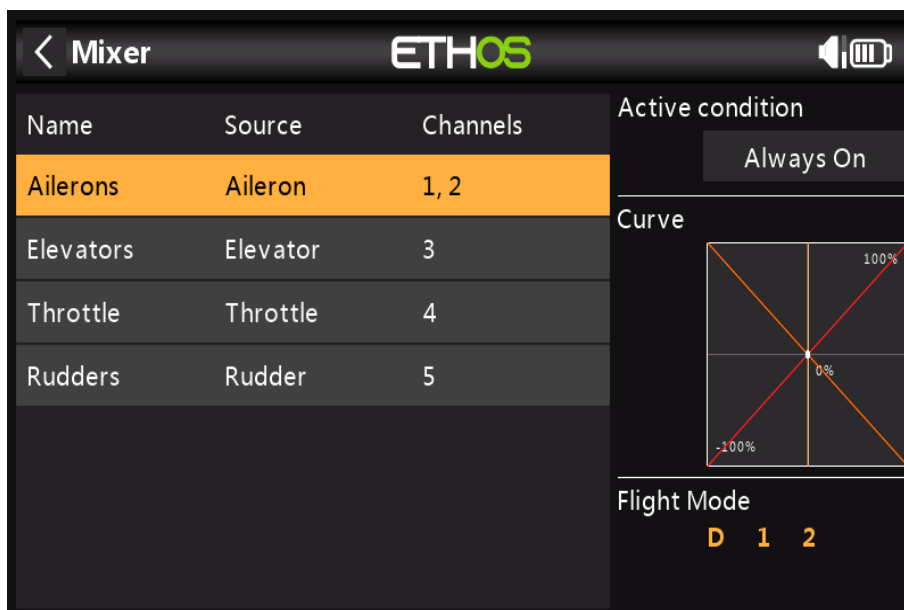 Mixer ETHOS
Name Source Channels
Ailerons Aileron 1, 2
Elevators Elevator 3
Throttle Throttle 4
Rudders Rudder 5
Active condition
Always On
Curve
100%
0%
-100%
Flight Mode
D 1 2